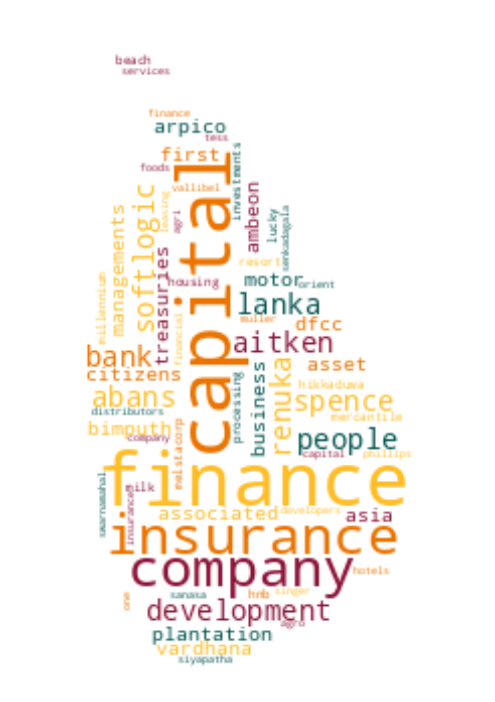 beach
services
finance
arpico
tess
first
foods
investments
vallibel
capital
softlogic
leasing
agri
ambeon
lucky
senkadagala
managements
treasuries
resort
housing
motor
orient
millennium
lanka
muller
dfcc
financial
aitken
bank
citizens
asset
hikkaduwa
renuka
business
processing
abans
spence
distributors
mercantile
bimputh
company
people
melstacorp
capital
phillips
finance
swarnamahal
insurance
silk
associated
developers
asia
insurance
company
hotels
one
sanasa
hnb
singer
development
agro
plantation
vardhana
siyapatha